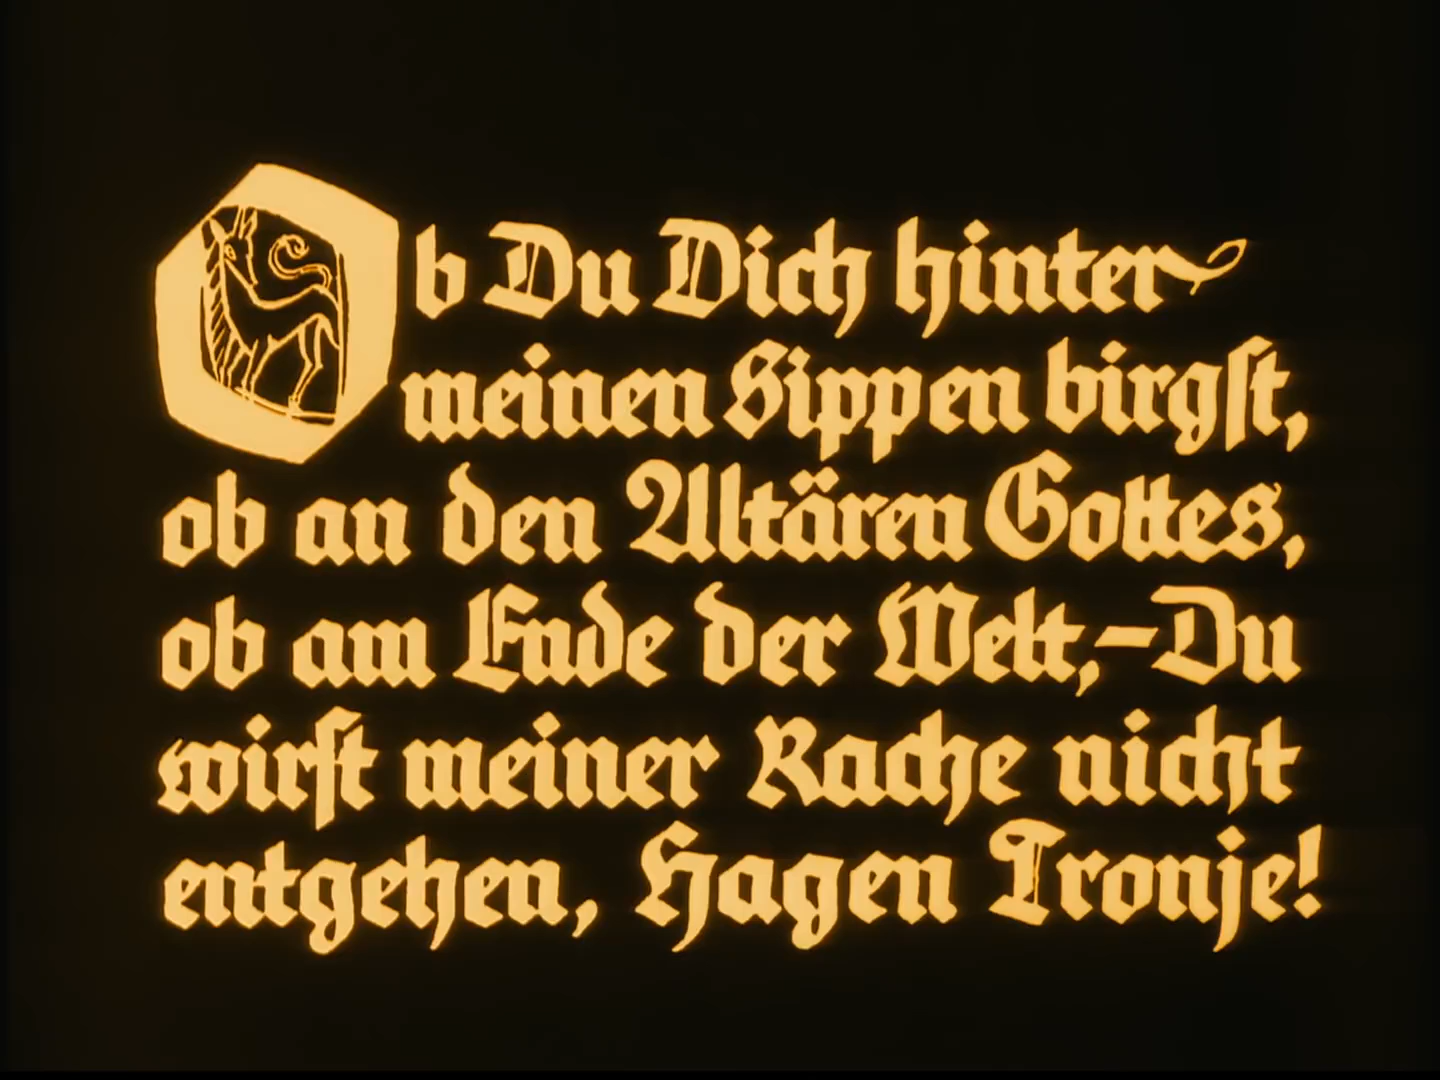 Ob Du Dich hinter
meinen Sippen birgst,
ob an den Altären Gottes,
ob am Ende der Welt,–Du
wirst meiner Rache nicht
entgehen, Hagen Tronje!